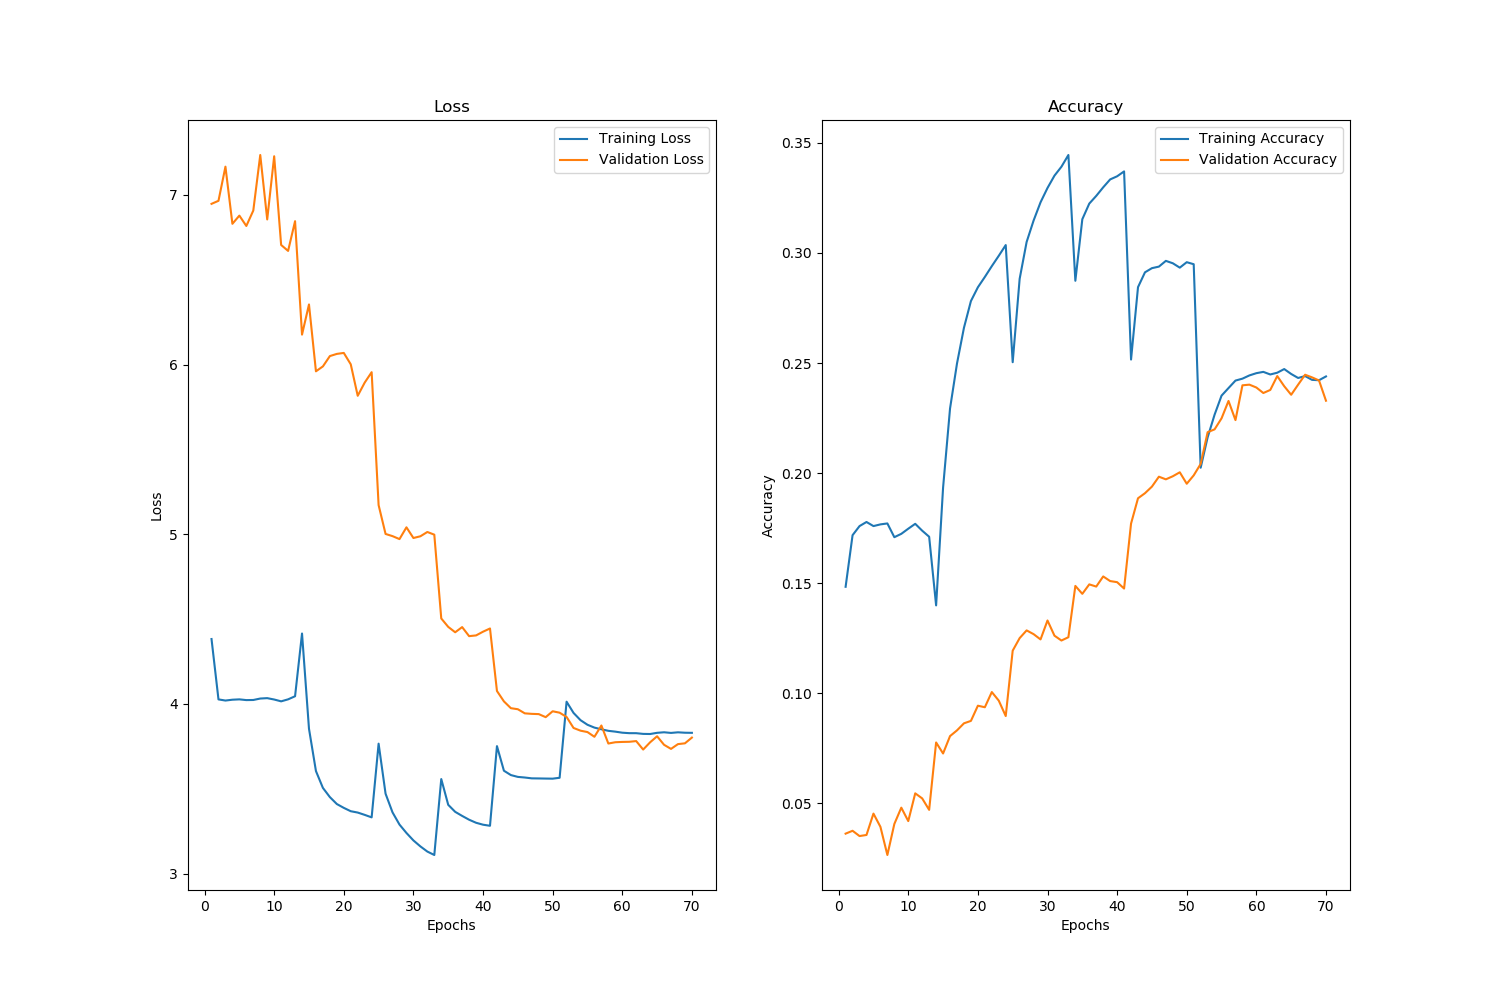 Loss
Training Loss
Validation Loss
7
6
5
4
3
Loss
0 10 20 30 40 50 60 70
Epochs
Accuracy
Training Accuracy
Validation Accuracy
0.35
0.30
0.25
0.20
0.15
0.10
0.05
Accuracy
0 10 20 30 40 50 60 70
Epochs